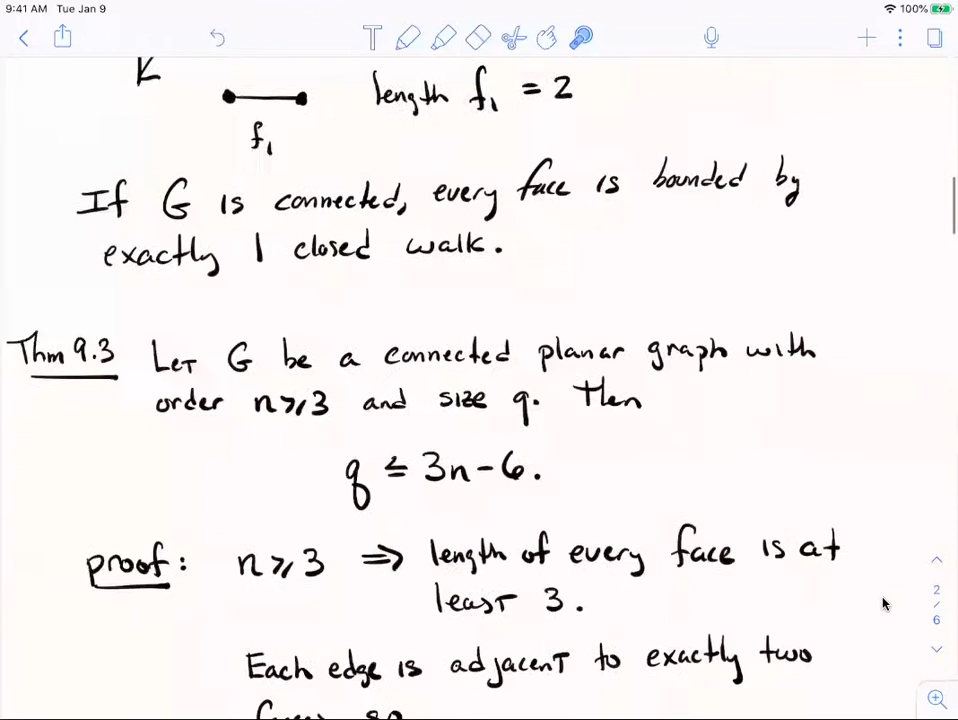 9:41 AM Tue Jan 9
100%
K
length f₁ = 2
f₁
If G is connected, every face is bounded by
exactly 1 closed walk.
Thm 9.3 Let G be a connected planar graph with
order n ≥ 3 and size q. Then
q ≤ 3n - 6.
proof: n ≥ 3 ⇒ length of every face is at
least 3.
Each edge is adjacent to exactly two
2
/
6